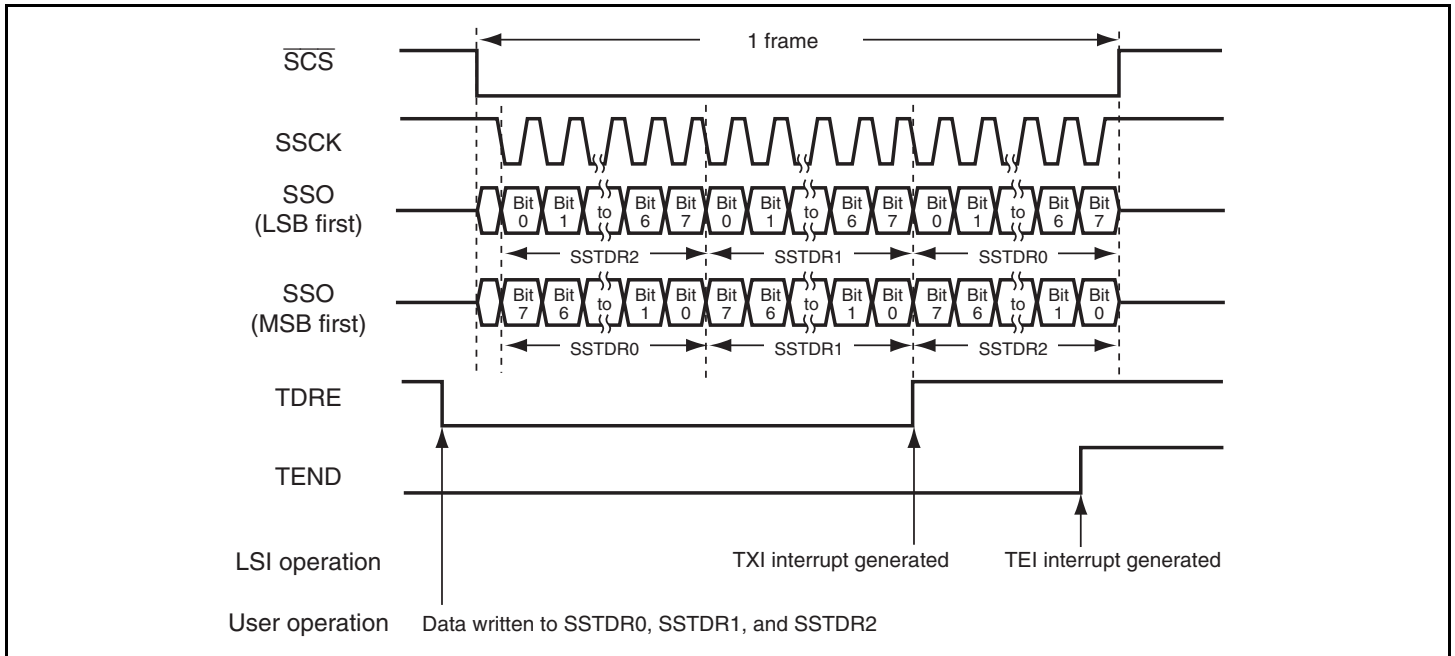 1 frame
SCS
SSCK
SSO
(LSB first)
Bit 0 Bit 1 to Bit 6 Bit 7 Bit 0 Bit 1 to Bit 6 Bit 7 Bit 0 Bit 1 to Bit 6 Bit 7
SSTDR2 SSTDR1 SSTDR0
SSO
(MSB first)
Bit 7 Bit 6 to Bit 1 Bit 0 Bit 7 Bit 6 to Bit 1 Bit 0 Bit 7 Bit 6 to Bit 1 Bit 0
SSTDR0 SSTDR1 SSTDR2
TDRE
TEND
LSI operation TXI interrupt generated TEI interrupt generated
User operation Data written to SSTDR0, SSTDR1, and SSTDR2